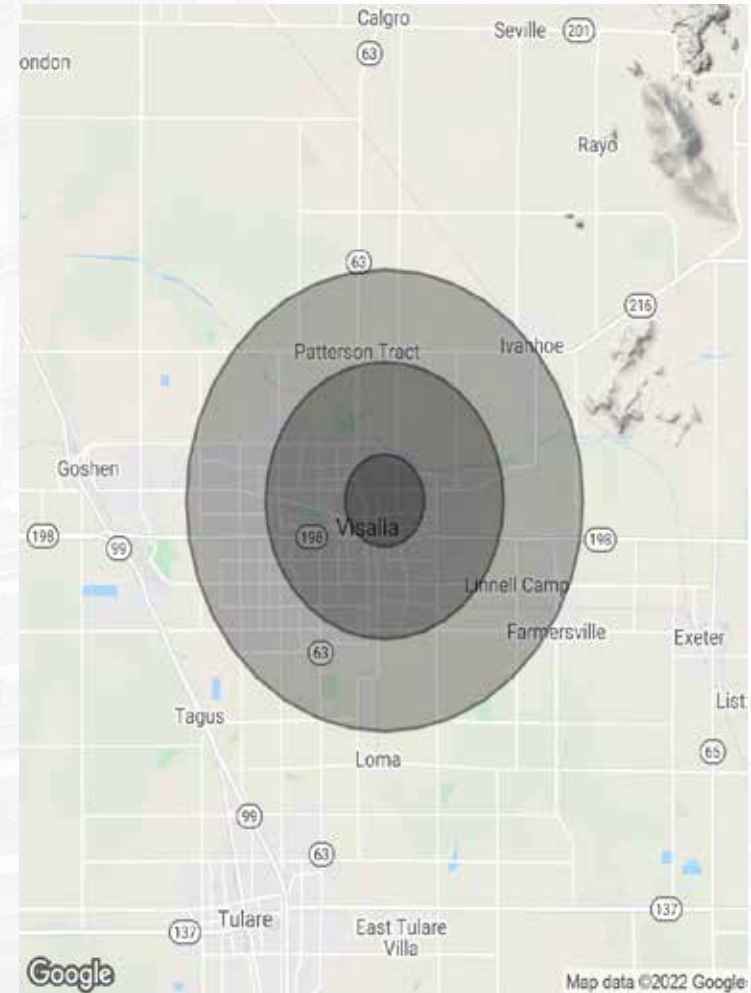 Calgro
Seville
201
63
ondon
Rayo
63
216
Patterson Tract
Ivanhoe
Goshen
Visalia
198
198
198
99
Linnell Camp
Farmersville
Exeter
63
List
Tagus
65
Loma
99
63
137
Tulare
East Tulare
Villa
137
Google
Map data ©2022 Google